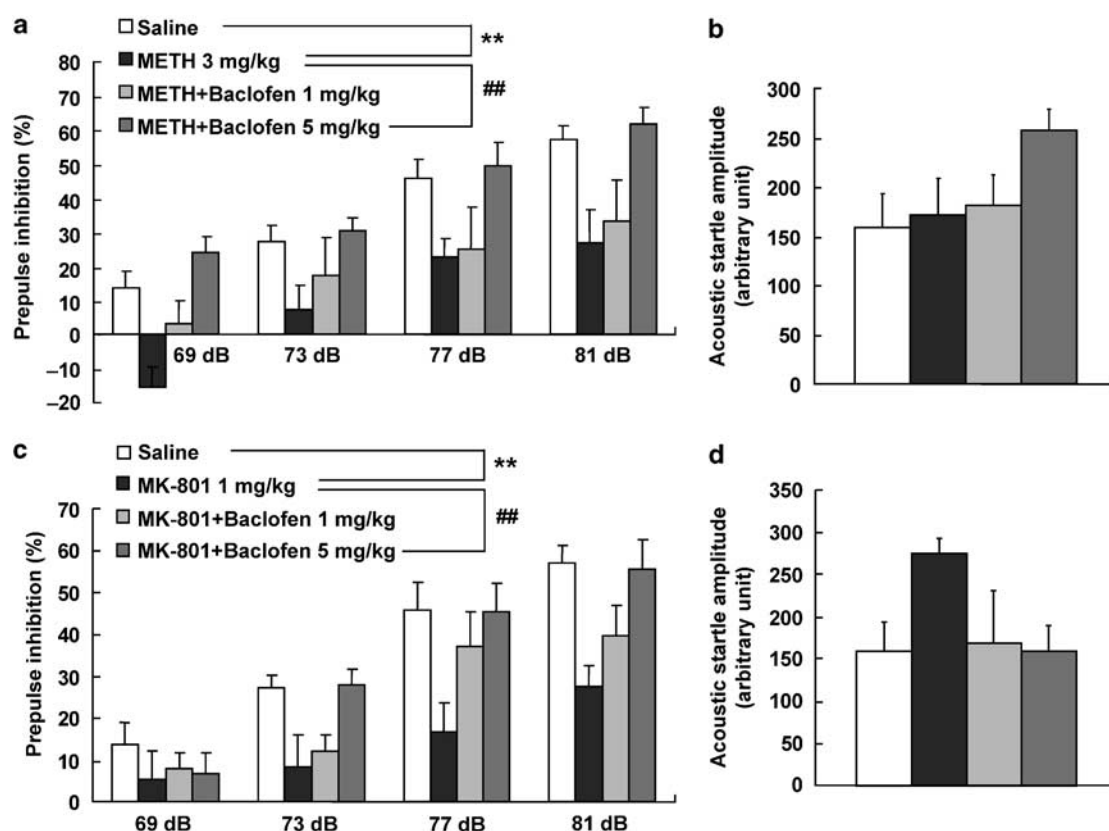 a
Saline
**
METH 3 mg/kg
##
METH+Baclofen 1 mg/kg
METH+Baclofen 5 mg/kg
Prepulse inhibition (%)
80
70
60
50
40
30
20
10
0
–10
–20
69 dB
73 dB
77 dB
81 dB
b
Acoustic startle amplitude
(arbitrary unit)
300
250
200
150
100
50
0
c
Saline
**
MK-801 1 mg/kg
##
MK-801+Baclofen 1 mg/kg
MK-801+Baclofen 5 mg/kg
Prepulse inhibition (%)
70
60
50
40
30
20
10
0
69 dB
73 dB
77 dB
81 dB
d
Acoustic startle amplitude
(arbitrary unit)
350
300
250
200
150
100
50
0